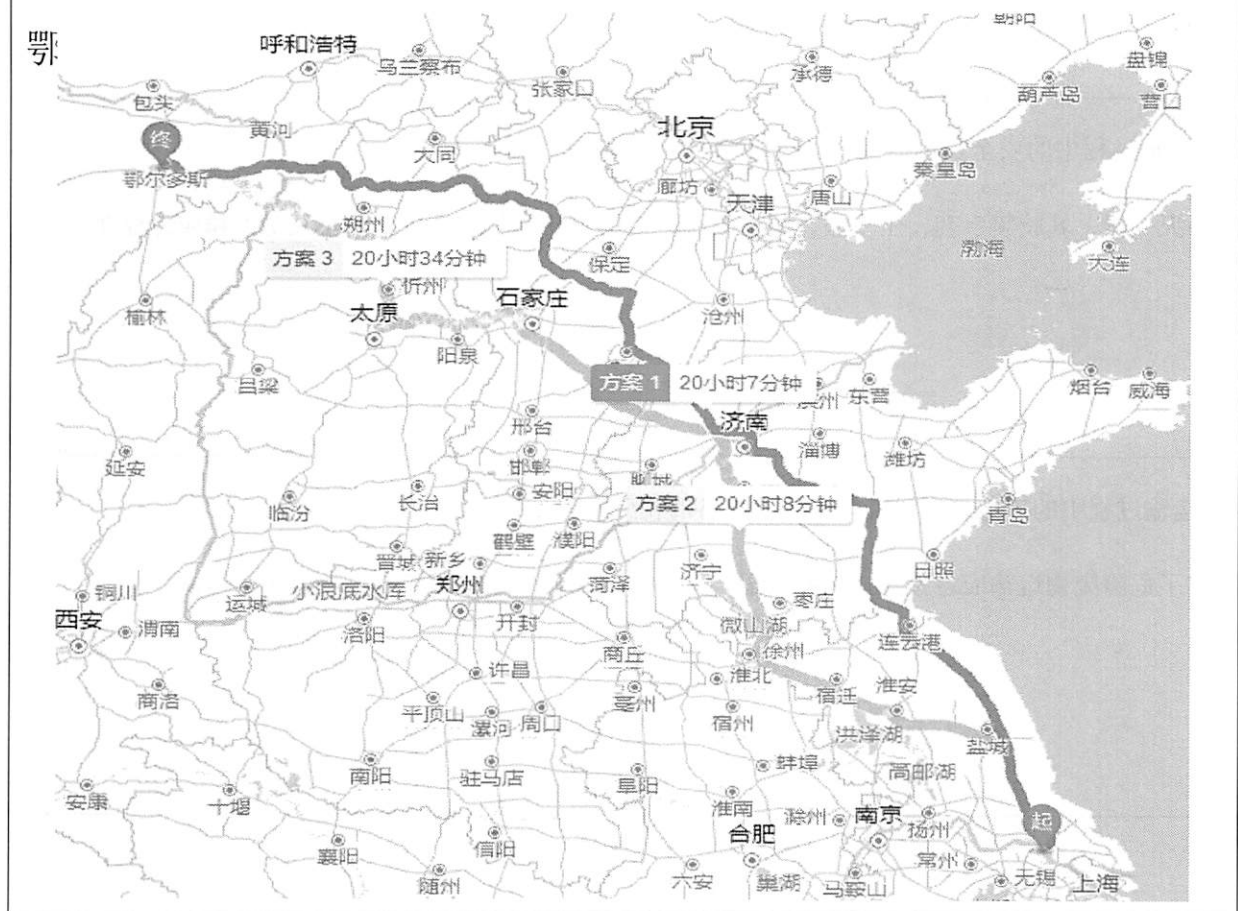 鄂
朝阳
呼和浩特
乌兰察布
承德
盘锦
张家口
葫芦岛
营口
包头
黄河
北京
终
大同
秦皇岛
鄂尔多斯
廊坊
唐山
天津
朔州
渤海
方案 3 20小时34分钟
保定
大连
忻州
石家庄
榆林
太原
沧州
阳泉
吕梁
方案 1 20小时7分钟
烟台
威海
东营
邢台
济南
淄博
延安
邯郸
潍坊
聊城
安阳
长治
方案 2 20小时8分钟
临汾
青岛
鹤壁
濮阳
晋城
新乡
济宁
日照
铜川
小浪底水库
郑州
菏泽
运城
枣庄
西安
渭南
开封
微山湖
洛阳
连云港
商丘
徐州
许昌
淮北
商洛
宿迁
淮安
亳州
平顶山
漯河
周口
宿州
洪泽湖
盐城
南阳
驻马店
蚌埠
高邮湖
安康
十堰
阜阳
淮南
滁州
南京
扬州
起
合肥
襄阳
信阳
常州
随州
六安
巢湖
马鞍山
无锡
上海